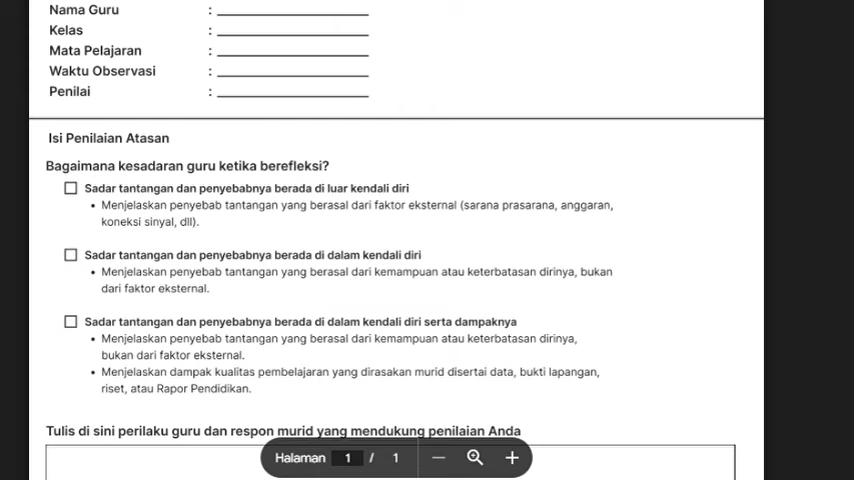 Nama Guru : 
Kelas : 
Mata Pelajaran : 
Waktu Observasi : 
Penilai : 
Isi Penilaian Atasan
Bagaimana kesadaran guru ketika berefleksi?
Sadar tantangan dan penyebabnya berada di luar kendali diri
• Menjelaskan penyebab tantangan yang berasal dari faktor eksternal (sarana prasarana, anggaran,
koneksi sinyal, dll).
Sadar tantangan dan penyebabnya berada di dalam kendali diri
• Menjelaskan penyebab tantangan yang berasal dari kemampuan atau keterbatasan dirinya, bukan
dari faktor eksternal.
Sadar tantangan dan penyebabnya berada di dalam kendali diri serta dampaknya
• Menjelaskan penyebab tantangan yang berasal dari kemampuan atau keterbatasan dirinya,
bukan dari faktor eksternal.
• Menjelaskan dampak kualitas pembelajaran yang dirasakan murid disertai data, bukti lapangan,
riset, atau Rapor Pendidikan.
Tulis di sini perilaku guru dan respon murid yang mendukung penilaian Anda
Halaman 1 / 1